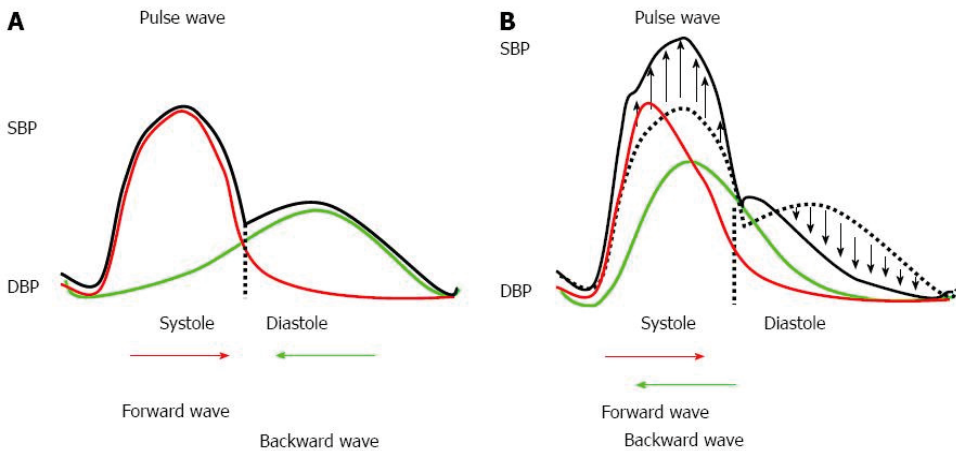 A
Pulse wave
SBP
DBP
Systole Diastole
Forward wave
Backward wave
B
Pulse wave
SBP
DBP
Systole Diastole
Forward wave
Backward wave